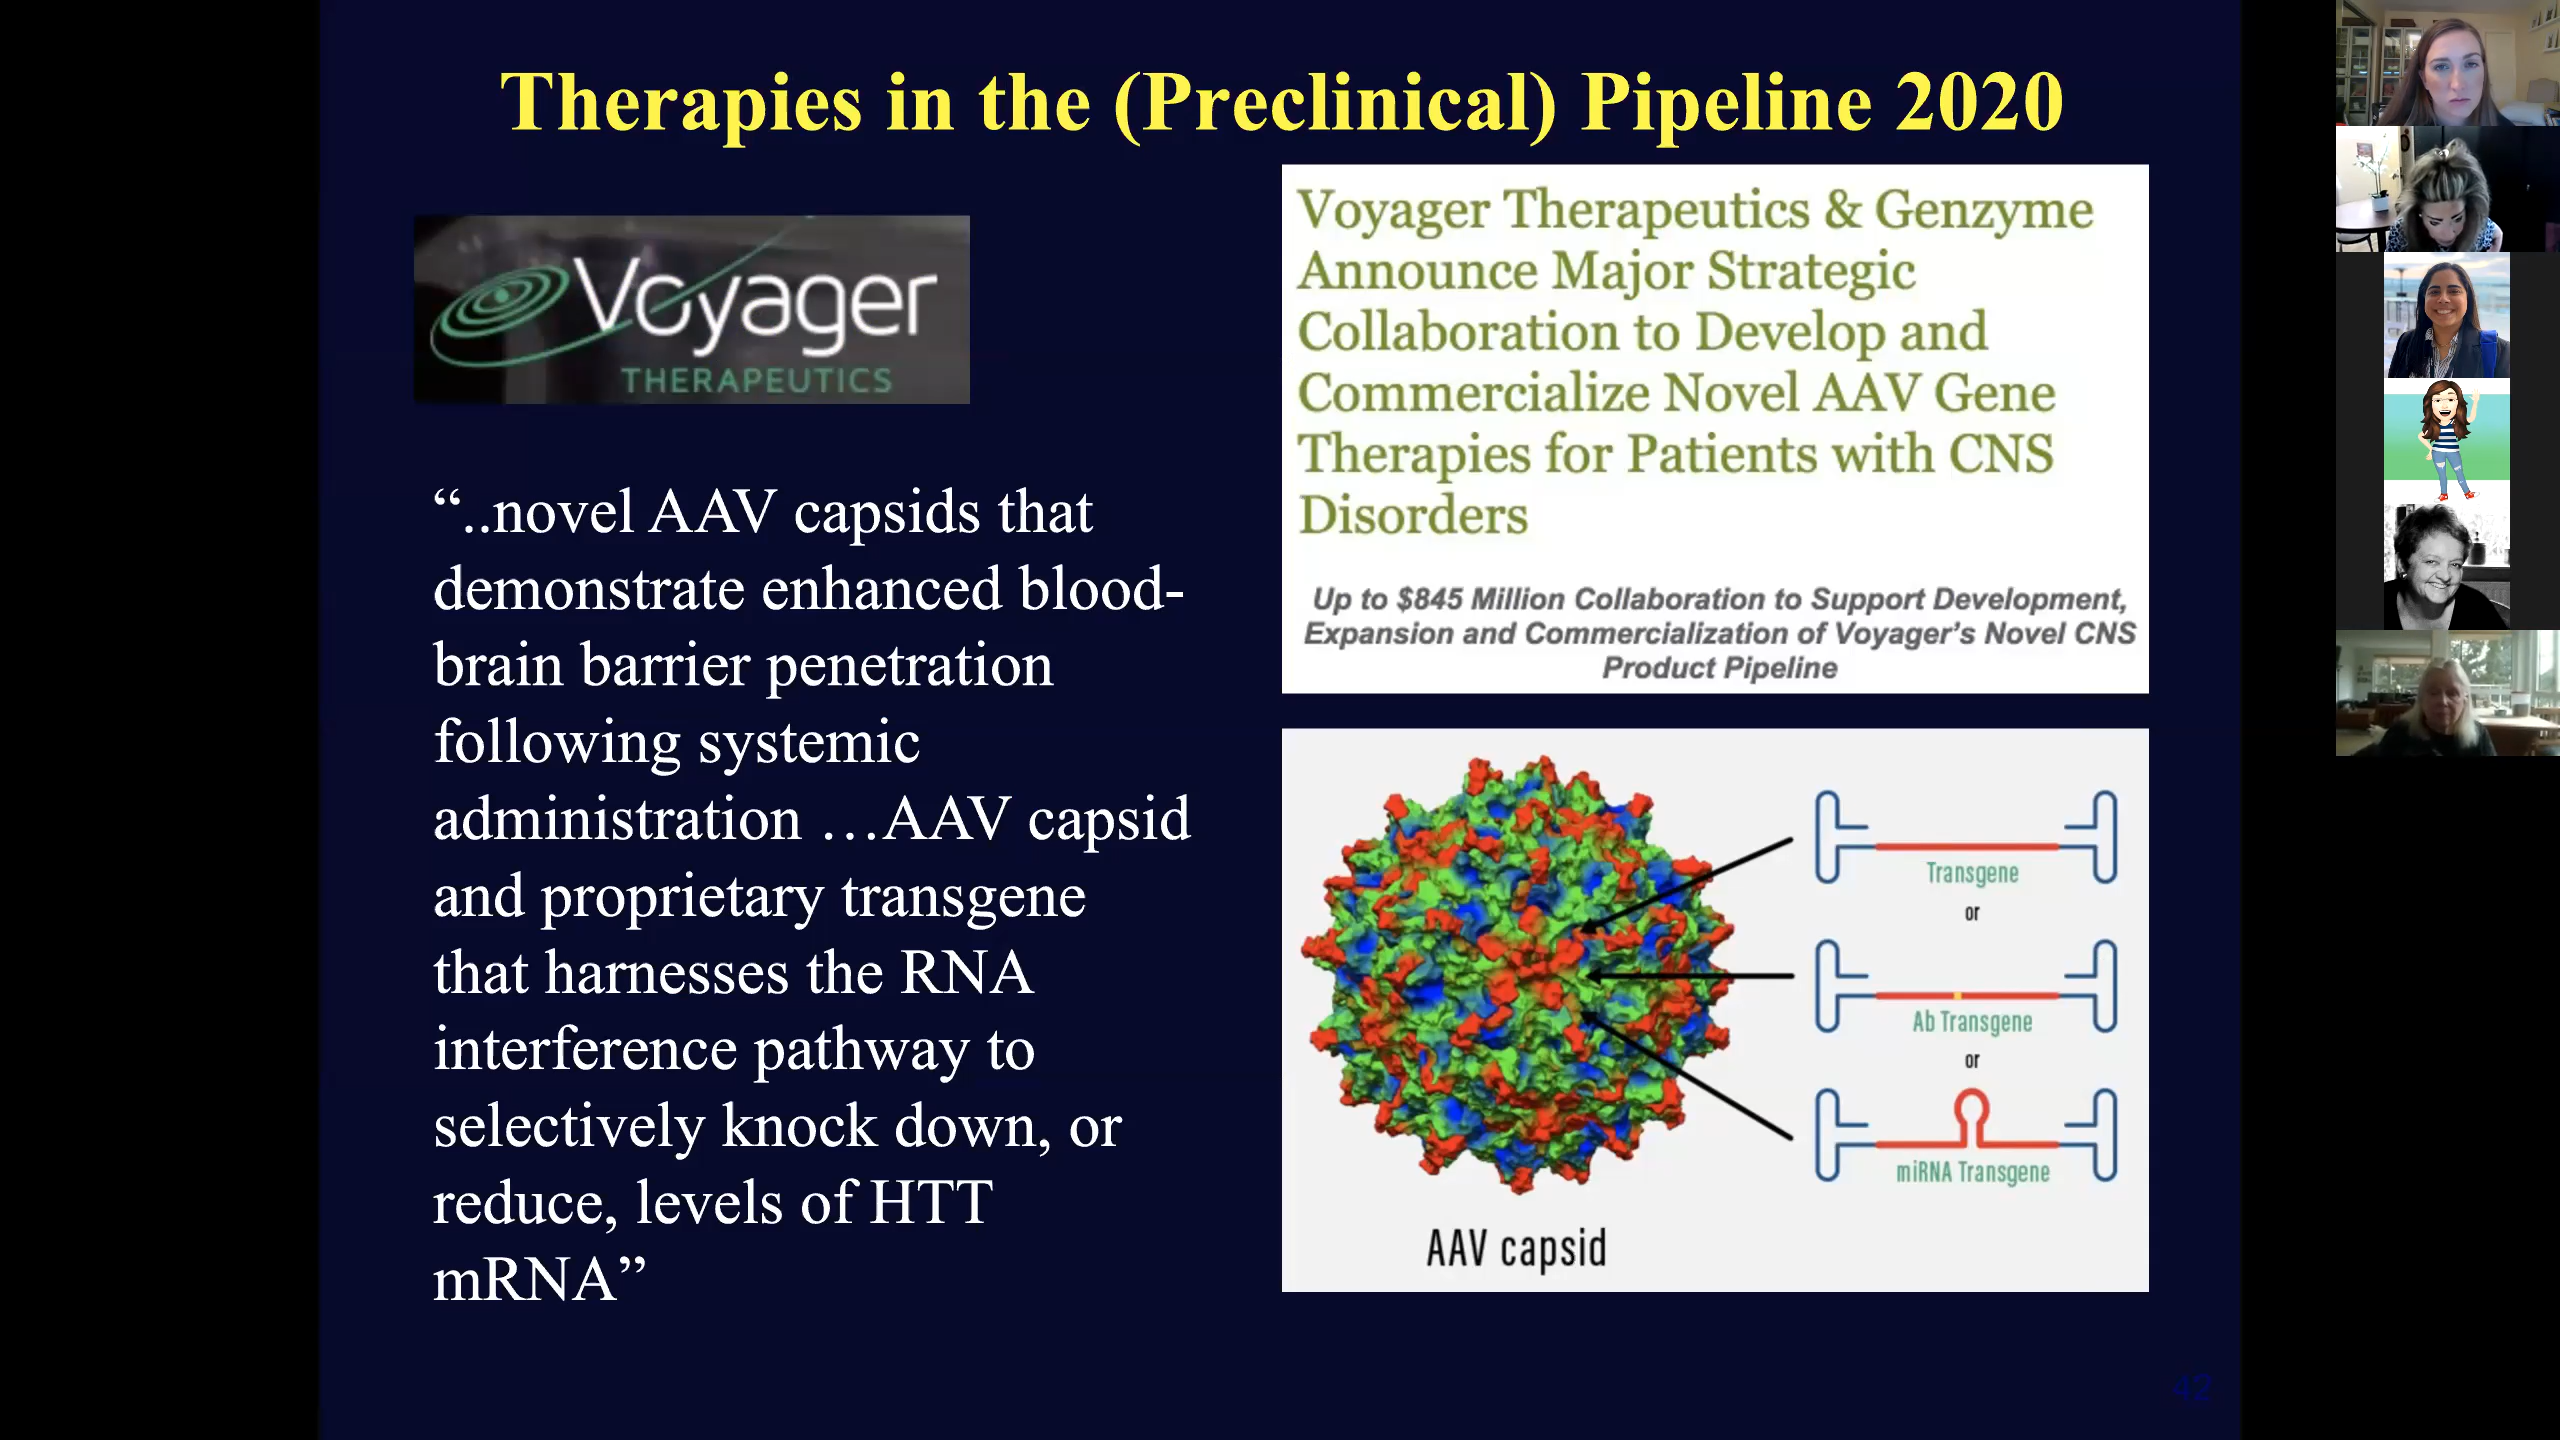 Therapies in the (Preclinical) Pipeline 2020
Voyager
THERAPEUTICS
“..novel AAV capsids that
demonstrate enhanced blood-
brain barrier penetration
following systemic
administration …AAV capsid
and proprietary transgene
that harnesses the RNA
interference pathway to
selectively knock down, or
reduce, levels of HTT
mRNA”
Voyager Therapeutics & Genzyme
Announce Major Strategic
Collaboration to Develop and
Commercialize Novel AAV Gene
Therapies for Patients with CNS
Disorders
Up to $845 Million Collaboration to Support Development,
Expansion and Commercialization of Voyager’s Novel CNS
Product Pipeline
Transgene
or
Ab Transgene
or
miRNA Transgene
AAV capsid
42